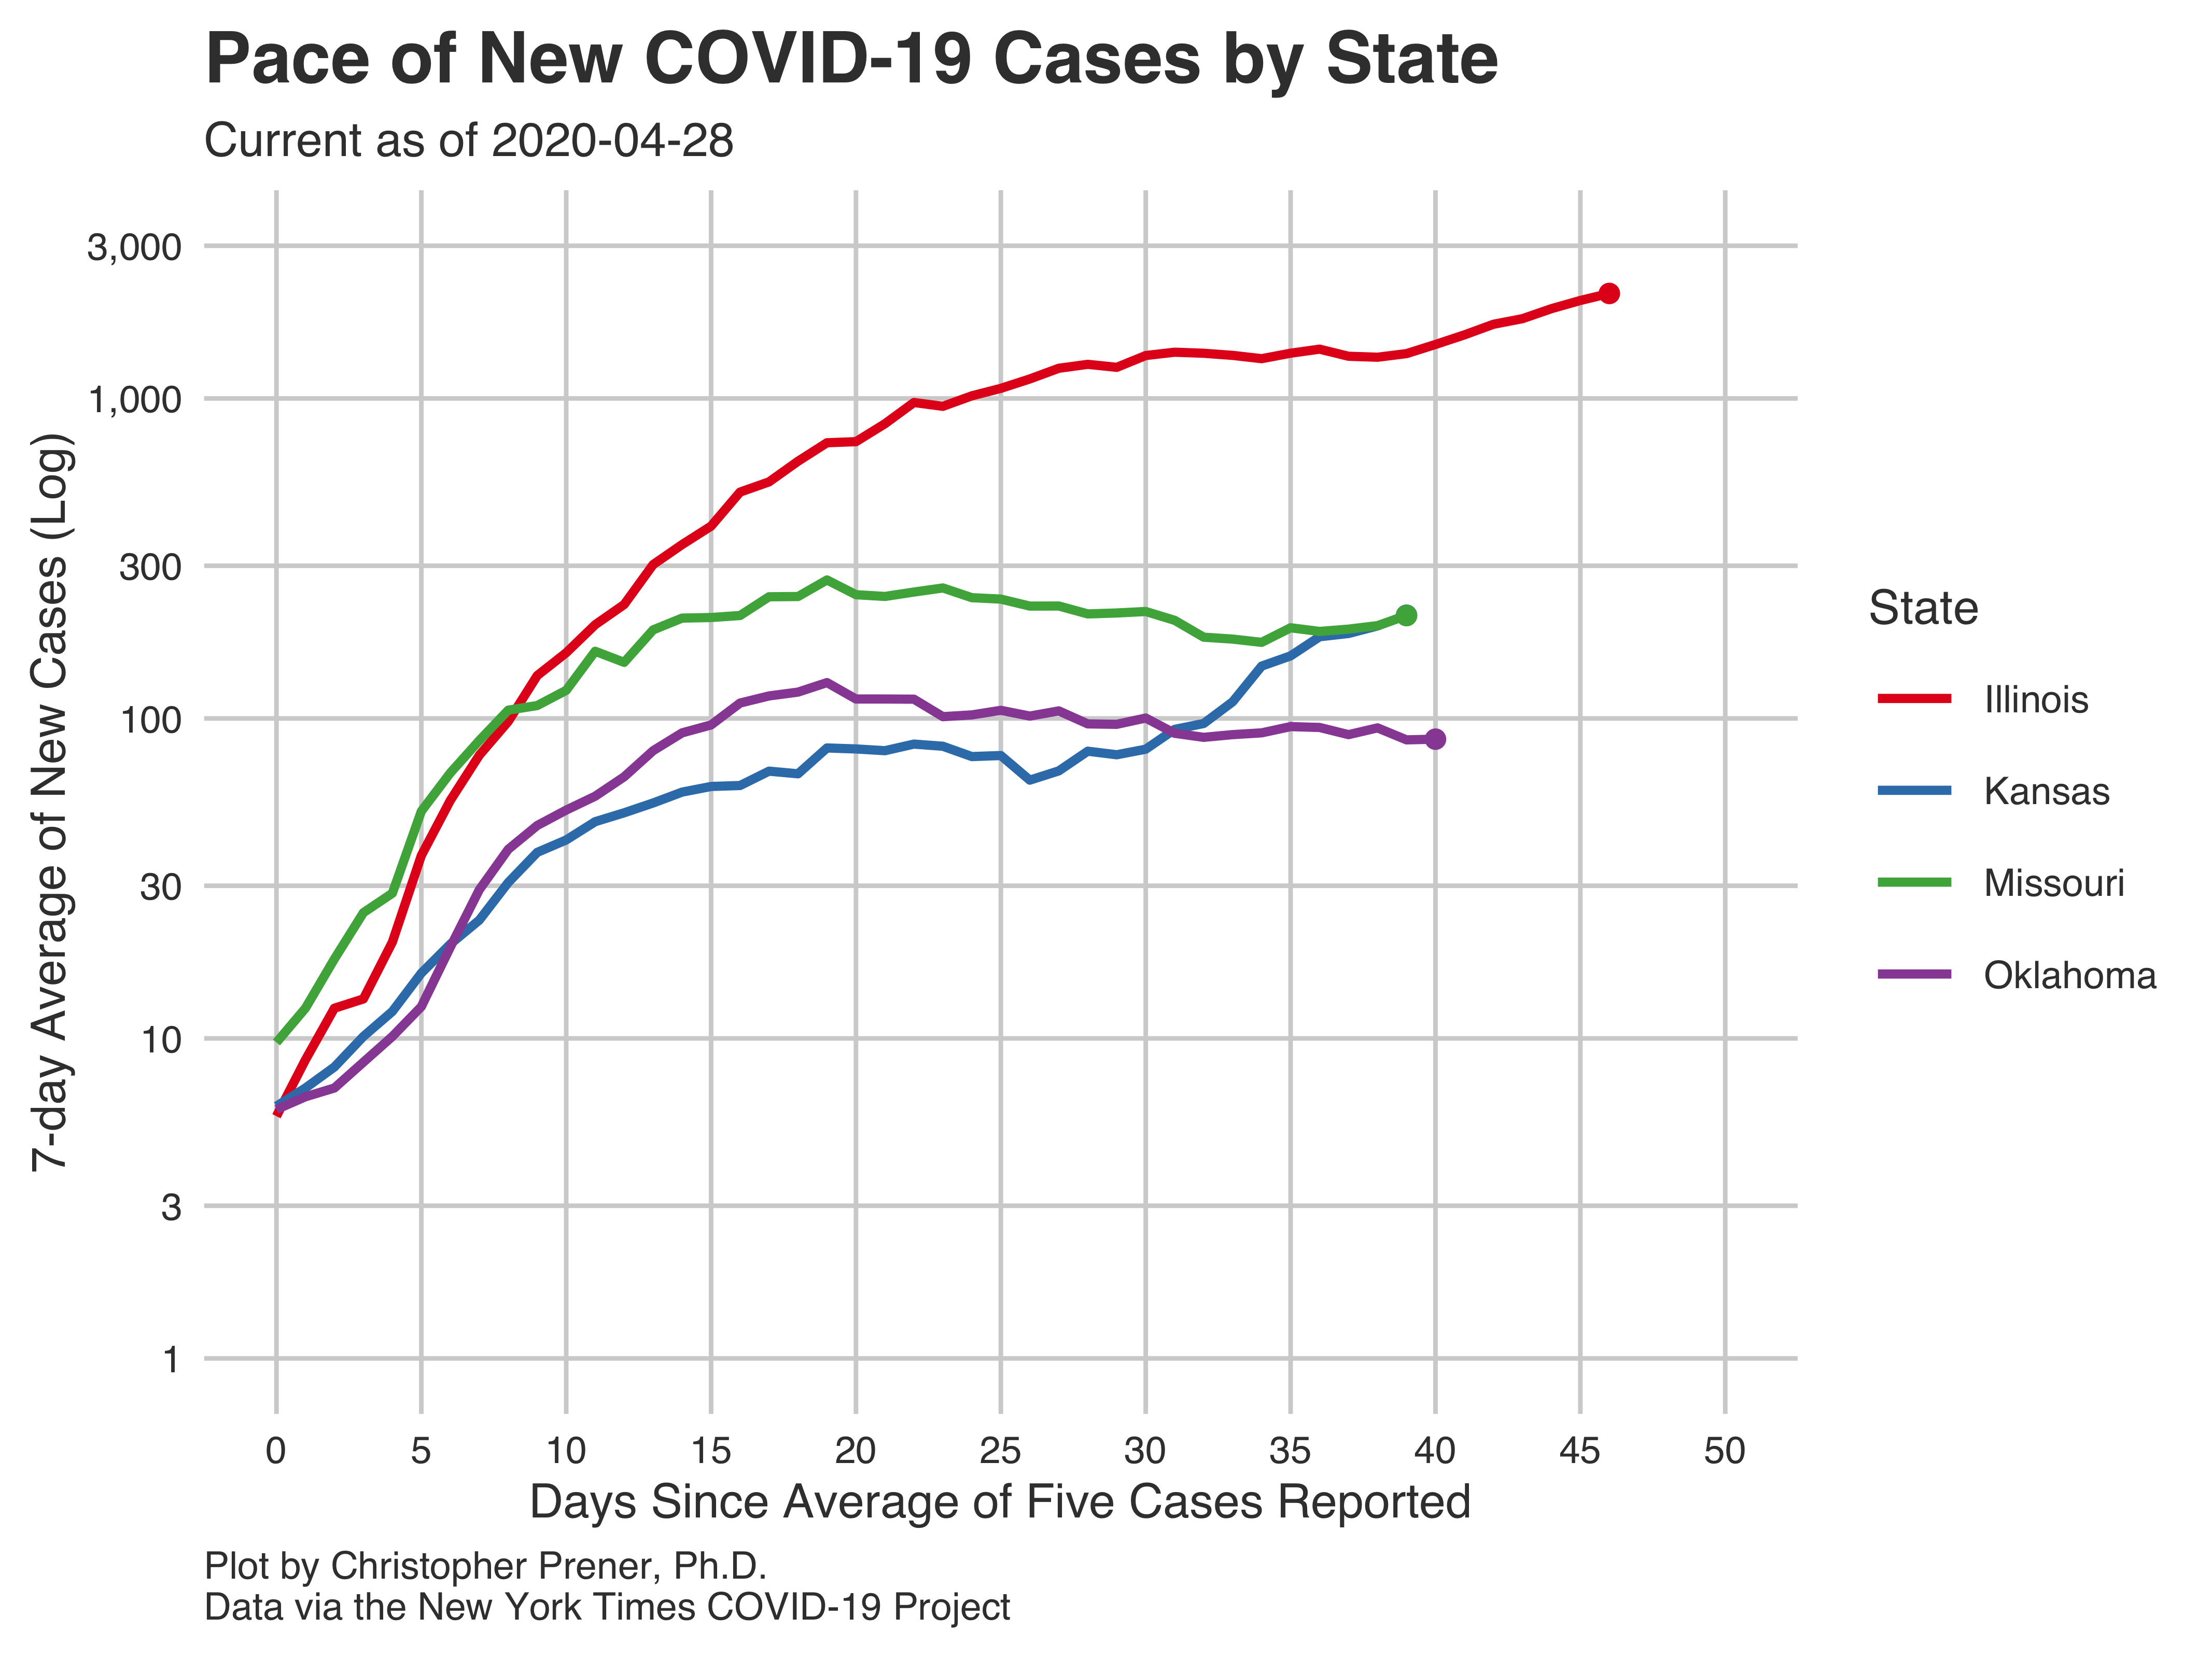 Pace of New COVID-19 Cases by State
Current as of 2020-04-28
7-day Average of New Cases (Log)
3,000
1,000
300
100
30
10
3
1
0 5 10 15 20 25 30 35 40 45 50
Days Since Average of Five Cases Reported
State
Illinois
Kansas
Missouri
Oklahoma
Plot by Christopher Prener, Ph.D.
Data via the New York Times COVID-19 Project